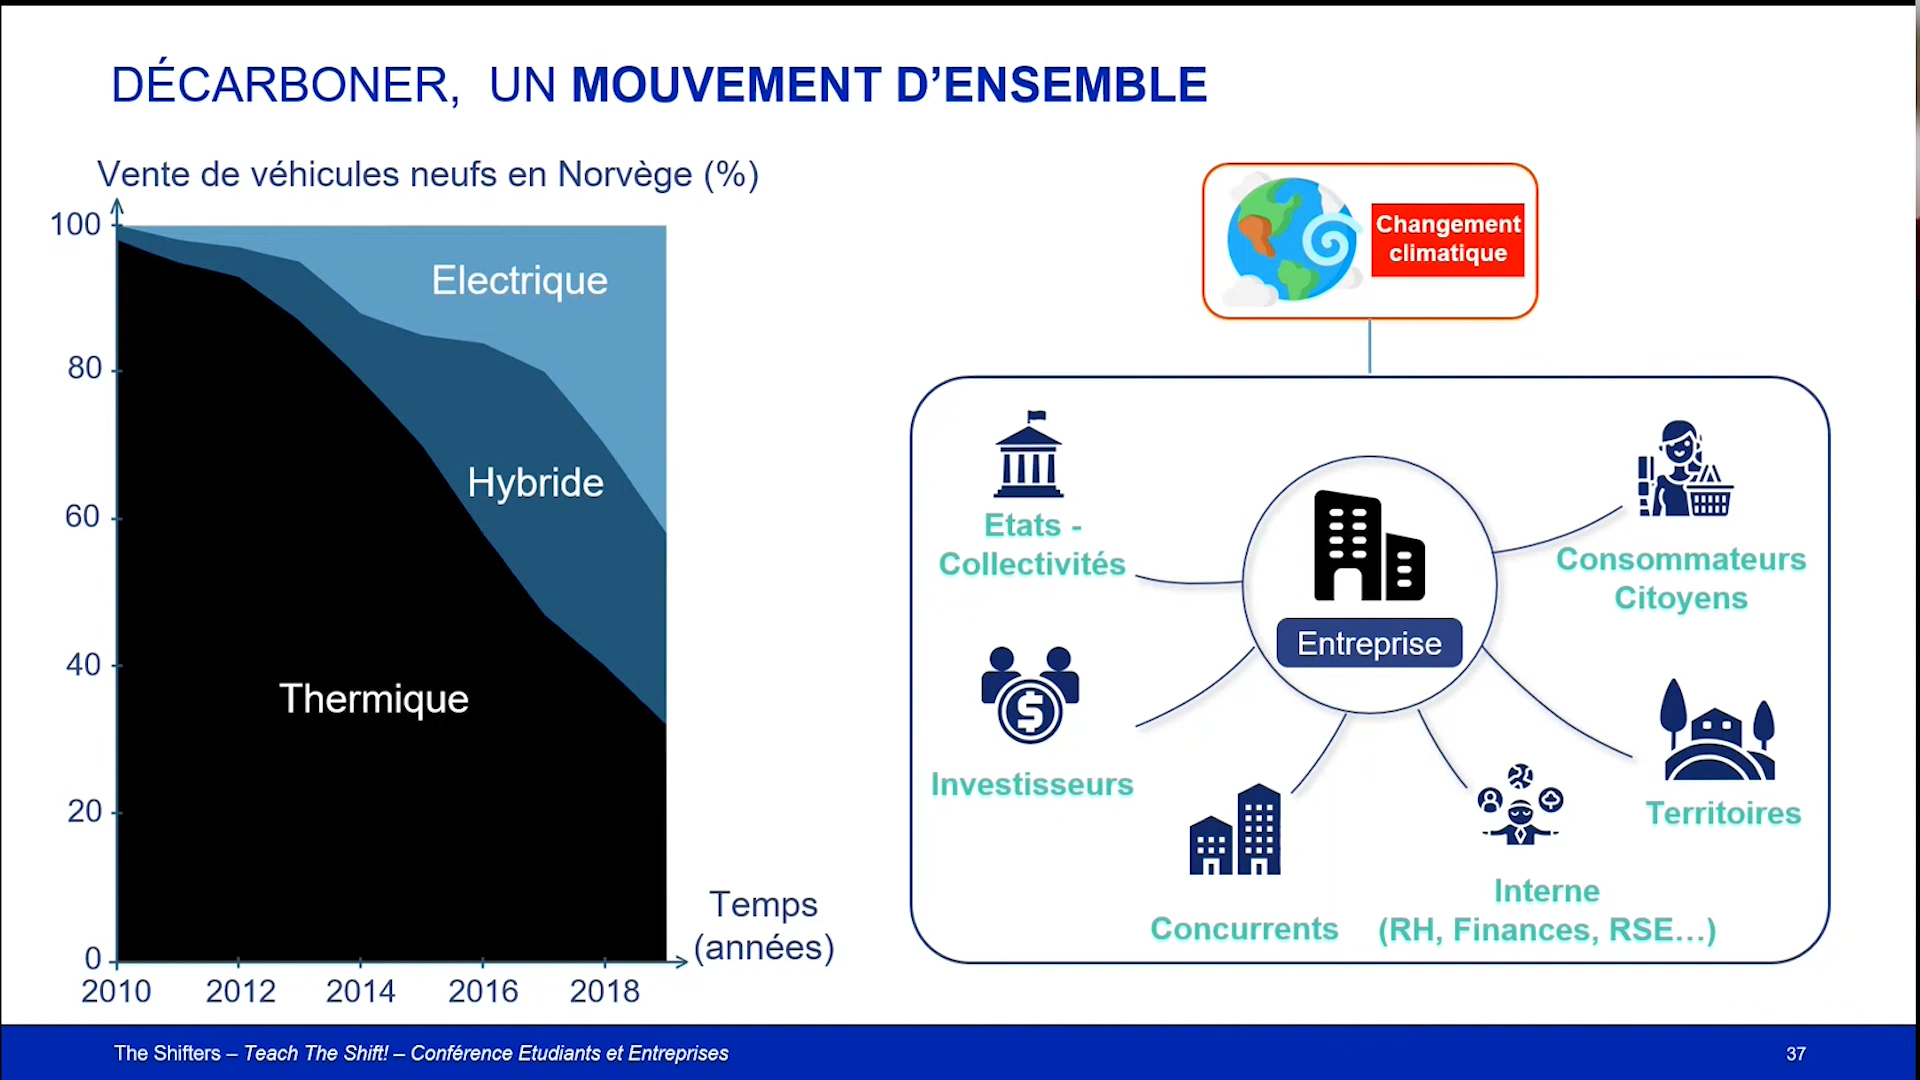 DÉCARBONER, UN MOUVEMENT D’ENSEMBLE
Vente de véhicules neufs en Norvège (%)
100
80
60
40
20
0
Electrique
Hybride
Thermique
2010
2012
2014
2016
2018
Temps
(années)
Changement
climatique
Etats -
Collectivités
Consommateurs
Citoyens
Entreprise
Investisseurs
Territoires
Concurrents
Interne
(RH, Finances, RSE…)
The Shifters – Teach The Shift! – Conférence Etudiants et Entreprises
37